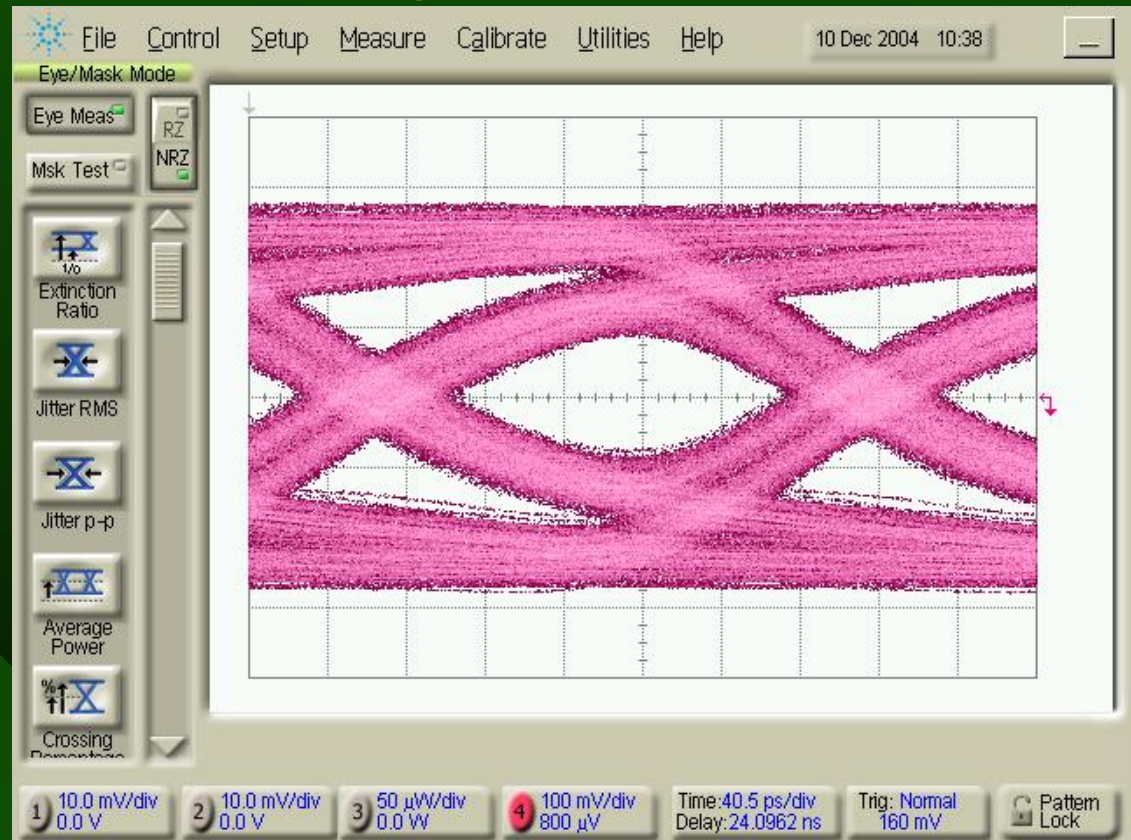 File Control Setup Measure Calibrate Utilities Help 10 Dec 2004 10:38
Eye/Mask Mode
Eye Meas
RZ
NRZ
Msk Test
1/0
Extinction
Ratio
Jitter RMS
Jitter p-p
Average
Power
%
Crossing
1 10.0 mV/div
0.0 V
2 10.0 mV/div
0.0 V
3 50 µW/div
0.0 W
4 100 mV/div
800 µV
Time:40.5 ps/div
Delay:24.0962 ns
Trig: Normal
160 mV
Pattern
Lock